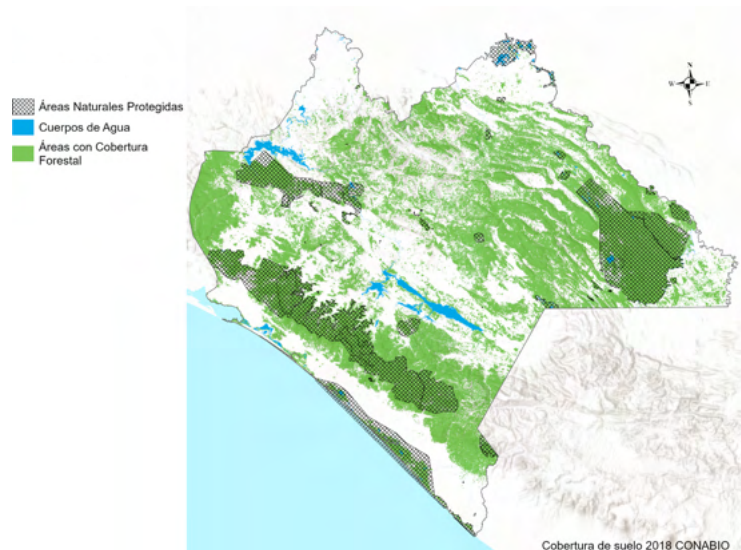 N
W
E
S
Áreas Naturales Protegidas
Cuerpos de Agua
Áreas con Cobertura
Forestal
Cobertura de suelo 2018 CONABIO